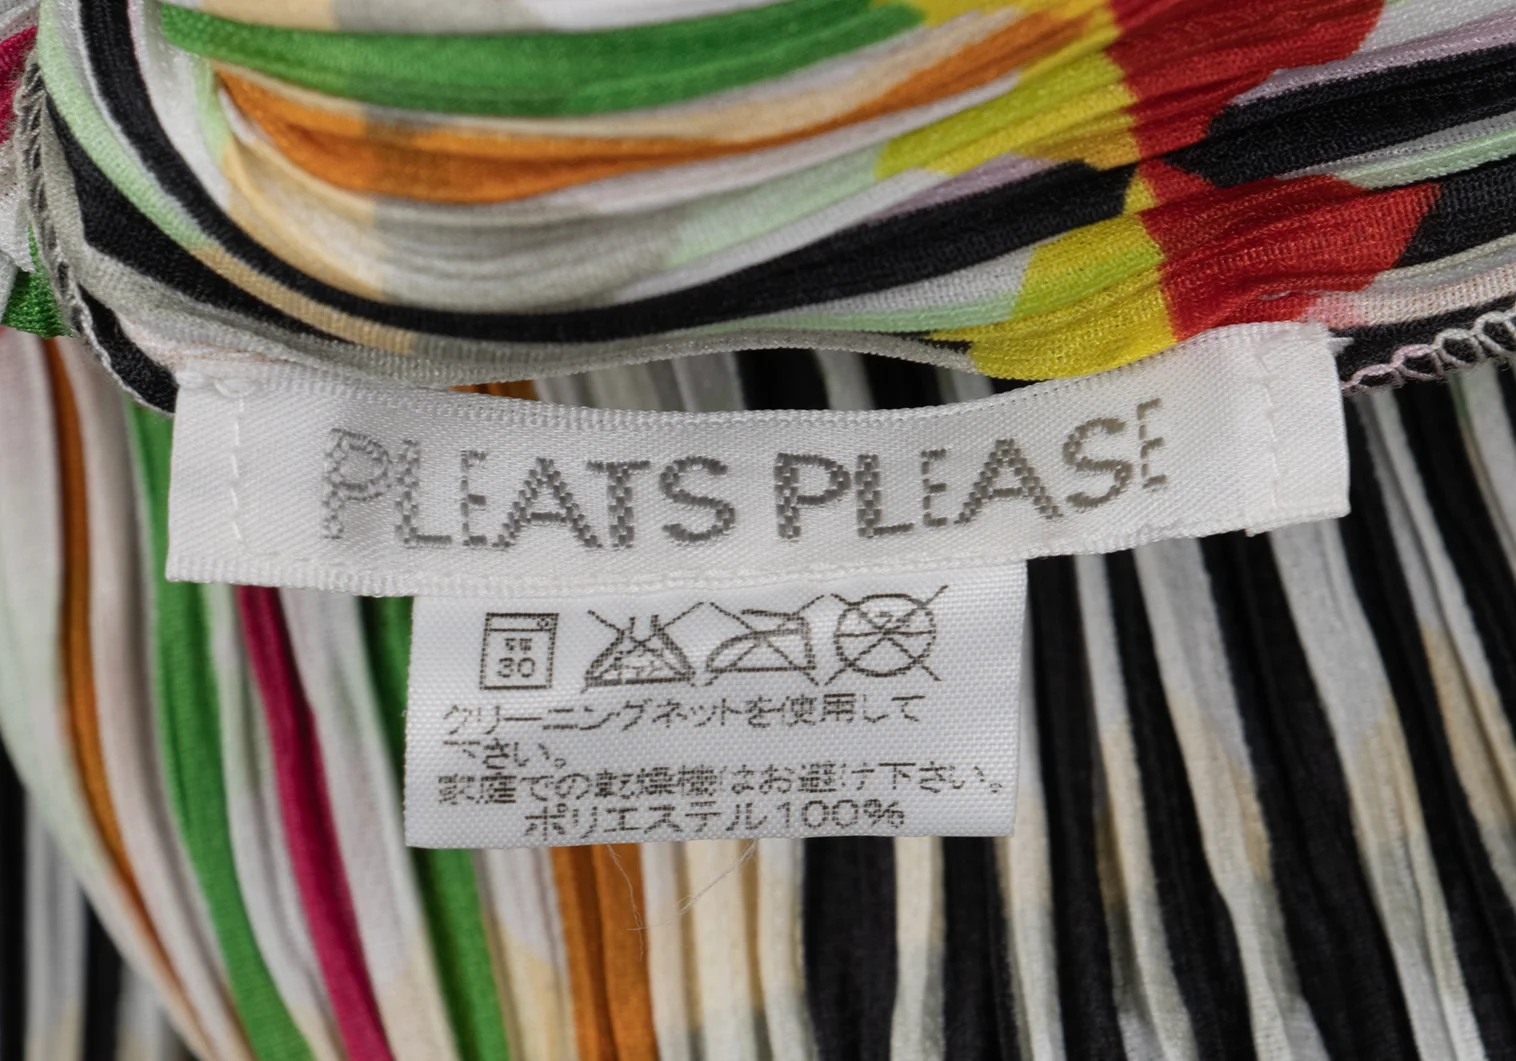 PLEATS PLEASE
弱
30
クリーニングネットを使用して
下さい。
家庭での乾燥機はお避け下さい。
ポリエステル100%